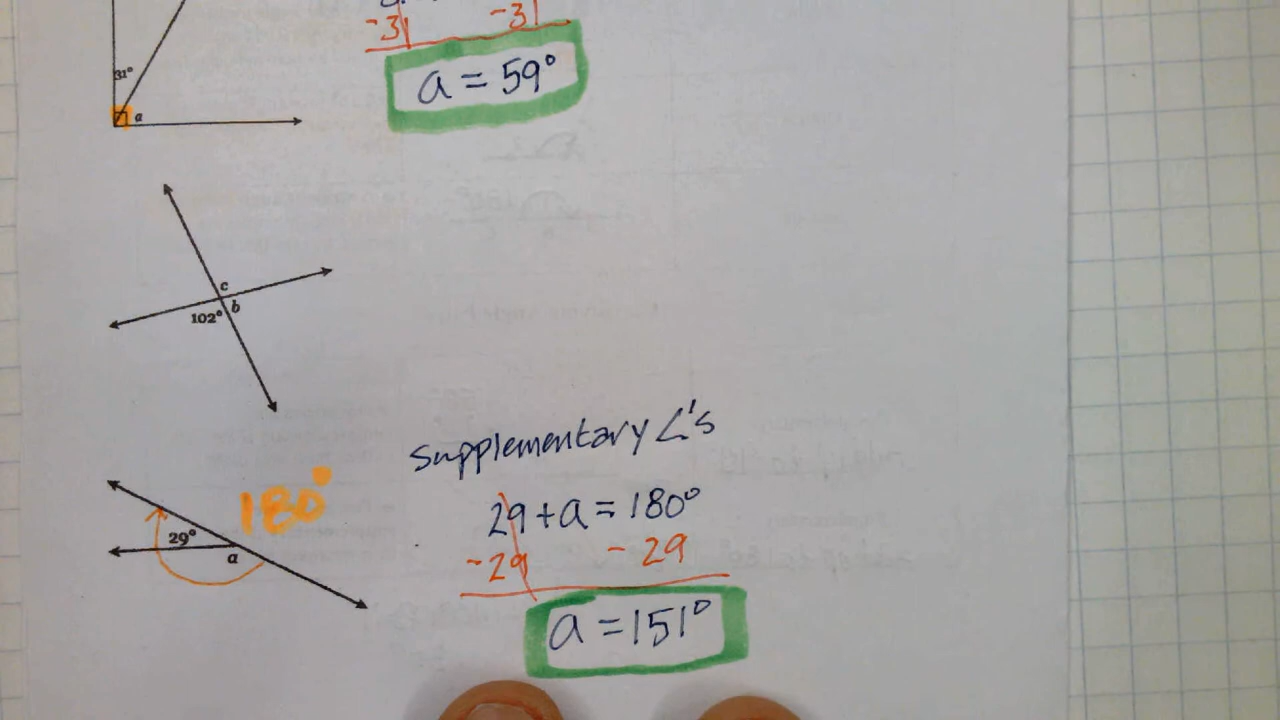 -31 -31
a = 59°
31°
a
c
b
102°
Supplementary ∠'s
180°
29 + a = 180°
29°
a
-29 -29
a = 151°